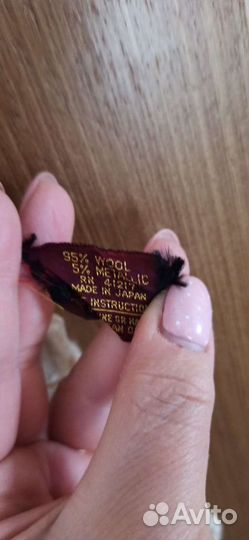 95% WOOL
5% METALLIC
RN 41217
MADE IN JAPAN
INSTRUCTION
Avito